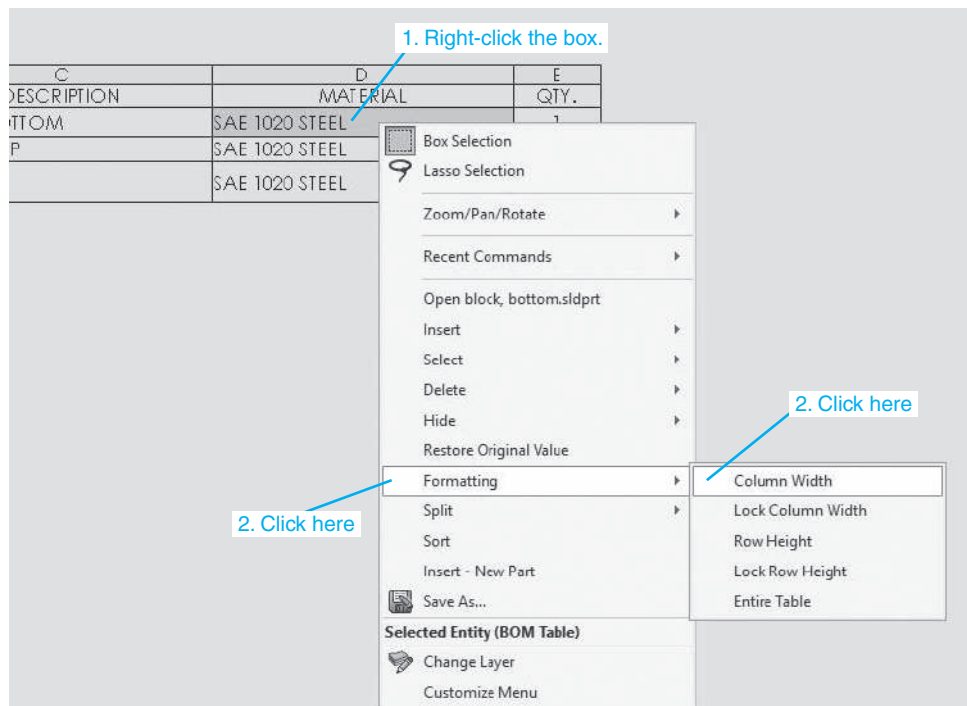 1. Right-click the box.
C D E
DESCRIPTION MATERIAL QTY.
TTOM SAE 1020 STEEL 1
P SAE 1020 STEEL
SAE 1020 STEEL
Box Selection
Lasso Selection
Zoom/Pan/Rotate
Recent Commands
Open block, bottom.sldprt
Insert
Select
Delete
Hide
2. Click here
Restore Original Value
Formatting
Column Width
Split
Lock Column Width
2. Click here
Sort
Row Height
Insert - New Part
Lock Row Height
Save As...
Entire Table
Selected Entity (BOM Table)
Change Layer
Customize Menu